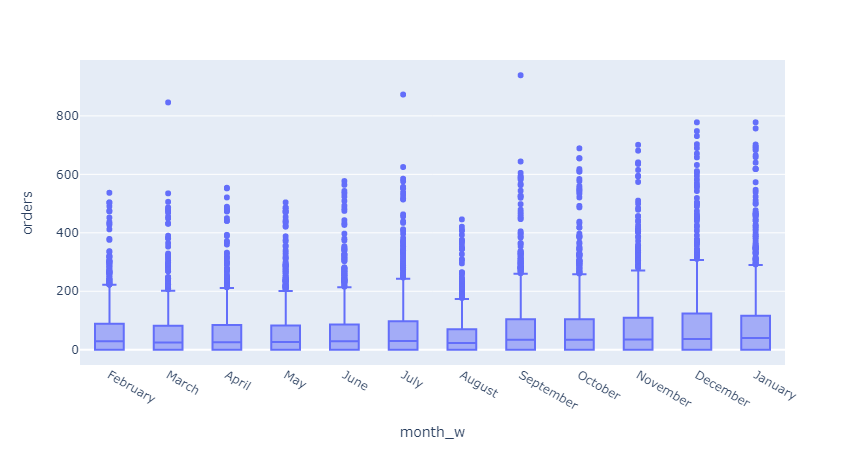 orders
800
600
400
200
0
February
March
April
May
June
July
August
September
October
November
December
January
month_w